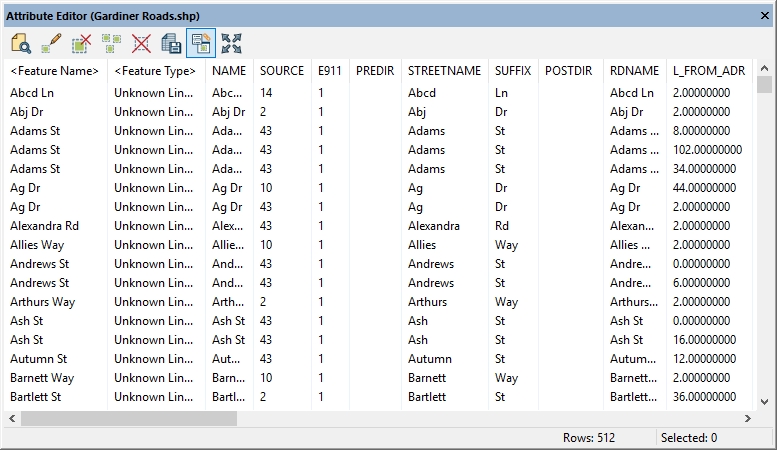 Attribute Editor (Gardiner Roads.shp)
<Feature Name> <Feature Type> NAME SOURCE E911 PREDIR STREETNAME SUFFIX POSTDIR RDNAME L_FROM_ADR
Abcd Ln Unknown Lin... Abc... 14 1 Abcd Ln Abcd Ln 2.00000000
Abj Dr Unknown Lin... Abj Dr 2 1 Abj Dr Abj Dr 2.00000000
Adams St Unknown Lin... Ada... 43 1 Adams St Adams ... 8.00000000
Adams St Unknown Lin... Ada... 43 1 Adams St Adams ... 102.00000000
Adams St Unknown Lin... Ada... 43 1 Adams St Adams ... 34.00000000
Ag Dr Unknown Lin... Ag Dr 10 1 Ag Dr Ag Dr 44.00000000
Ag Dr Unknown Lin... Ag Dr 43 1 Ag Dr Ag Dr 2.00000000
Alexandra Rd Unknown Lin... Alex... 43 1 Alexandra Rd Alexan... 2.00000000
Allies Way Unknown Lin... Allie... 10 1 Allies Way Allies ... 2.00000000
Andrews St Unknown Lin... And... 43 1 Andrews St Andre... 0.00000000
Andrews St Unknown Lin... And... 43 1 Andrews St Andre... 6.00000000
Arthurs Way Unknown Lin... Arth... 2 1 Arthurs Way Arthurs... 2.00000000
Ash St Unknown Lin... Ash St 43 1 Ash St Ash St 0.00000000
Ash St Unknown Lin... Ash St 43 1 Ash St Ash St 16.00000000
Autumn St Unknown Lin... Aut... 43 1 Autumn St Autum... 12.00000000
Barnett Way Unknown Lin... Barn... 10 1 Barnett Way Barnett... 2.00000000
Bartlett St Unknown Lin... Bartl... 2 1 Bartlett St Bartlett... 36.00000000
Rows: 512 Selected: 0